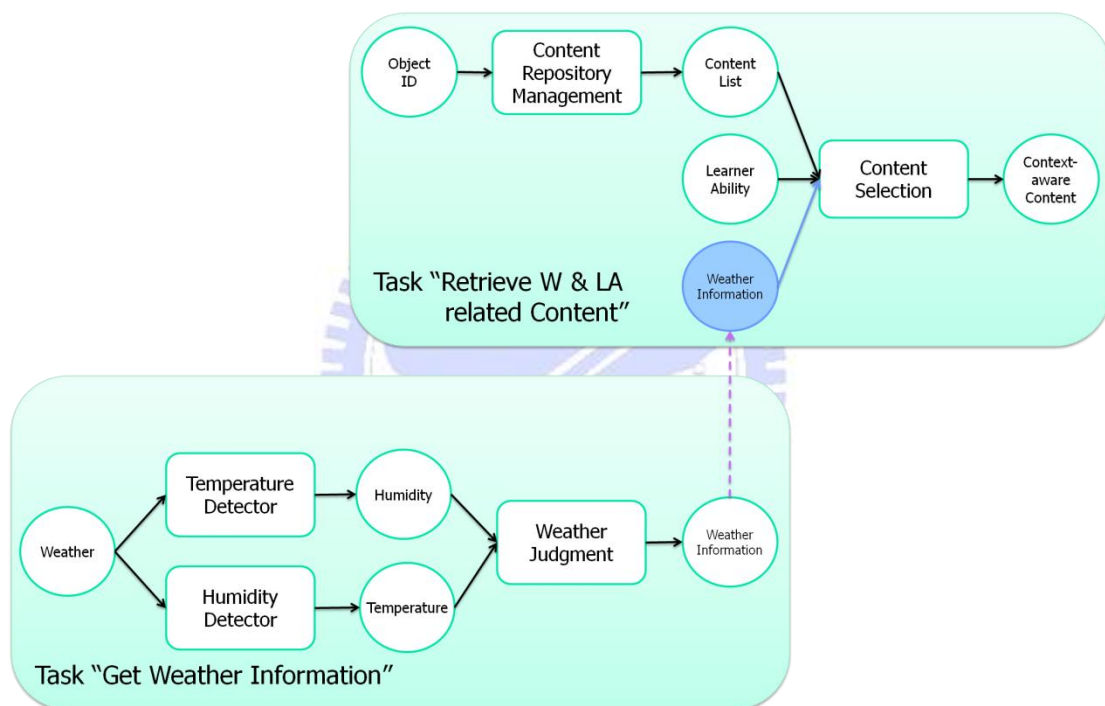 Object
ID
Content
Repository
Management
Content
List
Learner
Ability
Content
Selection
Context-
aware
Content
Weather
Information
Task “Retrieve W & LA
related Content”
Weather
Temperature
Detector
Humidity
Humidity
Detector
Temperature
Weather
Judgment
Weather
Information
Task “Get Weather Information”